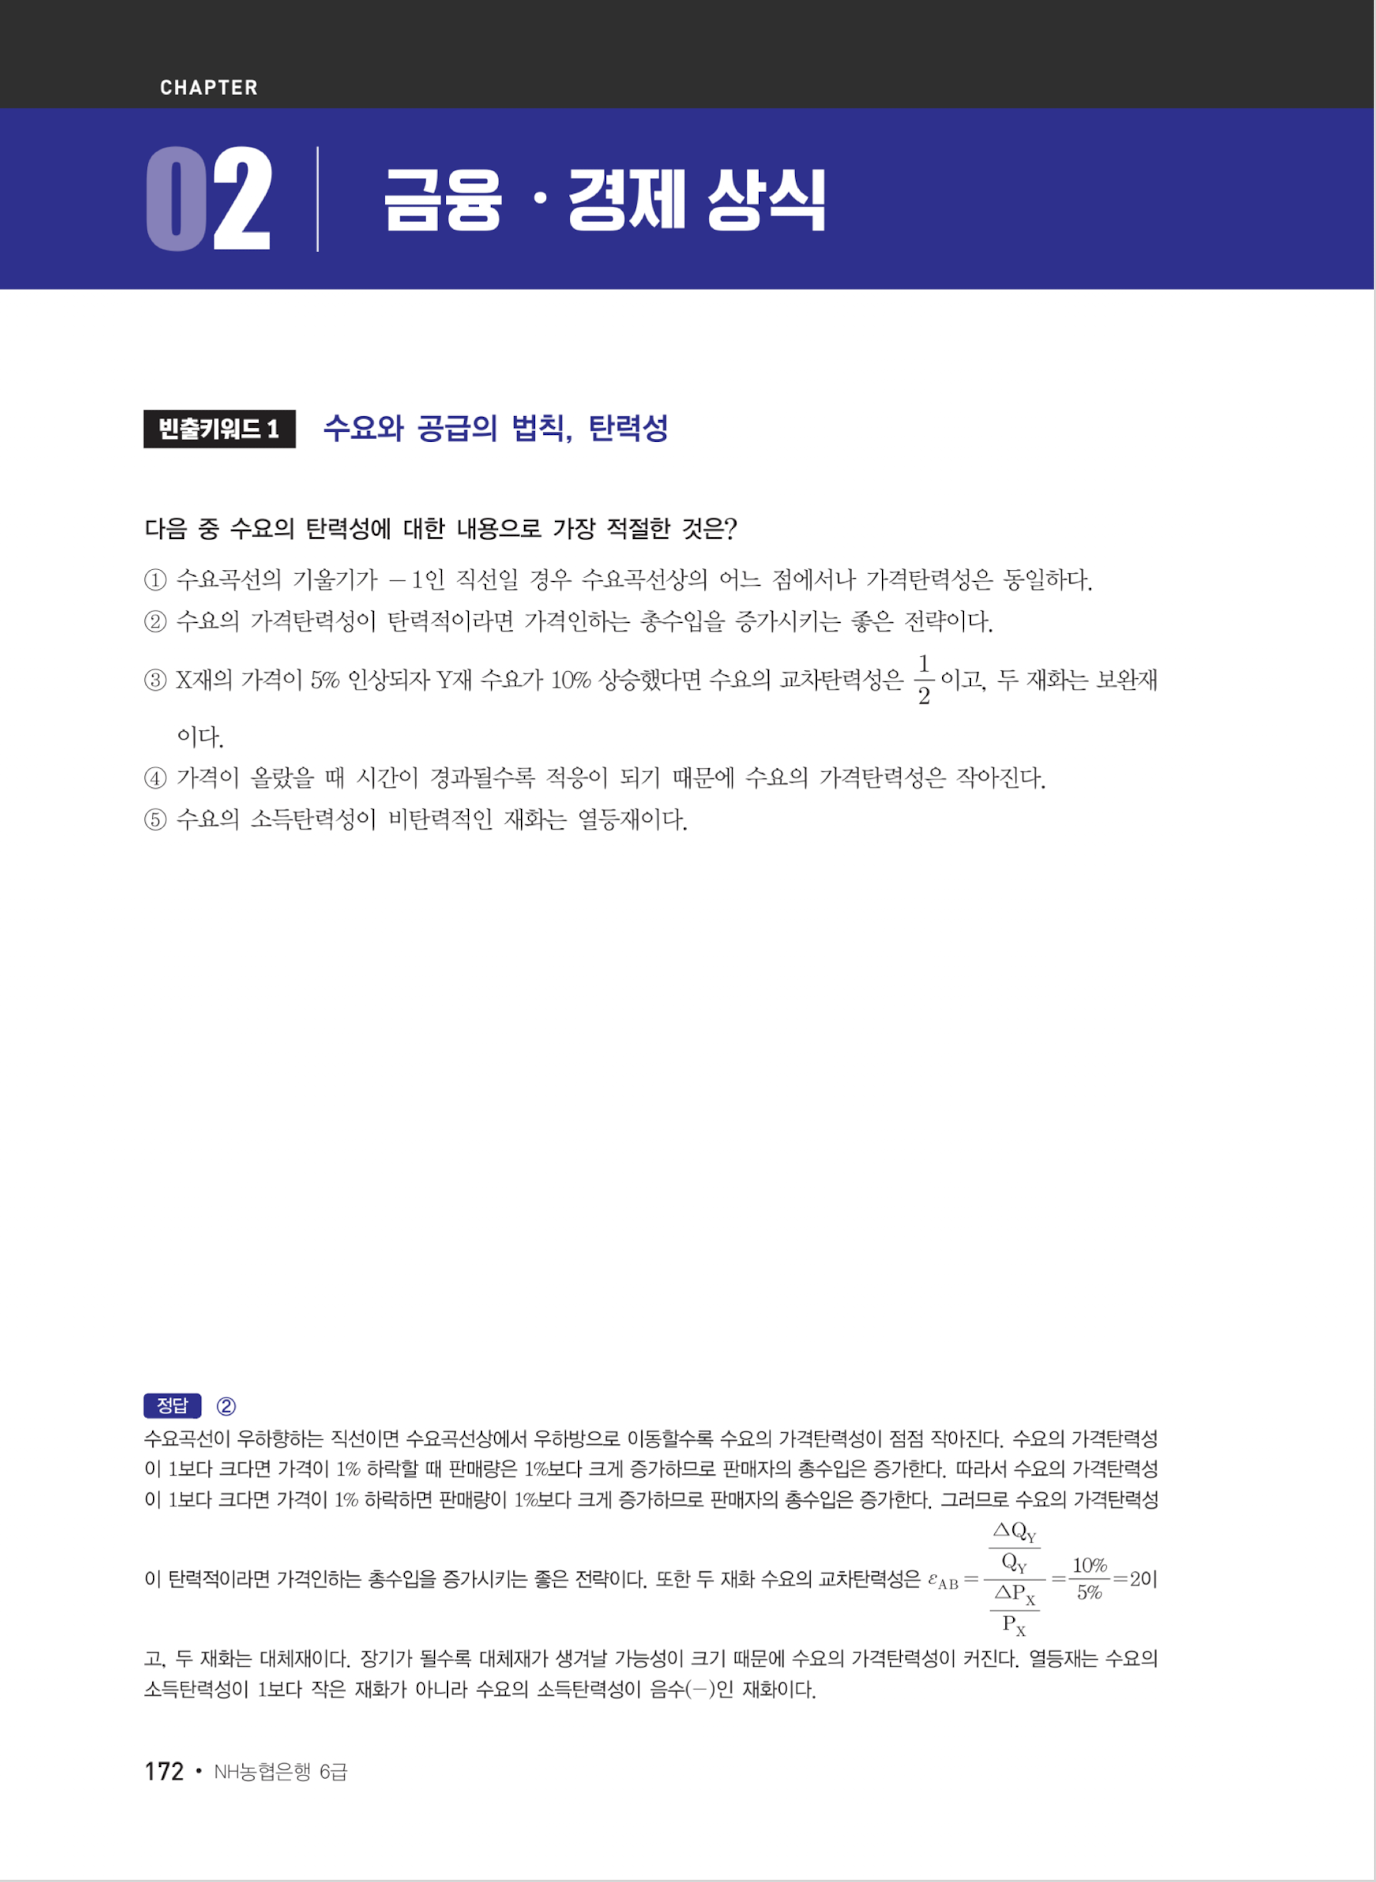 CHAPTER
02 금융 · 경제 상식
빈출키워드 1 수요와 공급의 법칙, 탄력성
다음 중 수요의 탄력성에 대한 내용으로 가장 적절한 것은?
① 수요곡선의 기울기가 －1인 직선일 경우 수요곡선상의 어느 점에서나 가격탄력성은 동일하다.
② 수요의 가격탄력성이 탄력적이라면 가격인하는 총수입을 증가시키는 좋은 전략이다.
③ X재의 가격이 5% 인상되자 Y재 수요가 10% 상승했다면 수요의 교차탄력성은 1/2이고, 두 재화는 보완재
이다.
④ 가격이 올랐을 때 시간이 경과될수록 적응이 되기 때문에 수요의 가격탄력성은 작아진다.
⑤ 수요의 소득탄력성이 비탄력적인 재화는 열등재이다.
정답 ②
수요곡선이 우하향하는 직선이면 수요곡선상에서 우하방으로 이동할수록 수요의 가격탄력성이 점점 작아진다. 수요의 가격탄력성
이 1보다 크다면 가격이 1% 하락할 때 판매량은 1%보다 크게 증가하므로 판매자의 총수입은 증가한다. 따라서 수요의 가격탄력성
이 1보다 크다면 가격이 1% 하락하면 판매량이 1%보다 크게 증가하므로 판매자의 총수입은 증가한다. 그러므로 수요의 가격탄력성
이 탄력적이라면 가격인하는 총수입을 증가시키는 좋은 전략이다. 또한 두 재화 수요의 교차탄력성은 εAB=(△QY/QY)/(△PX/PX)=10%/5%=2이
고, 두 재화는 대체재이다. 장기가 될수록 대체재가 생겨날 가능성이 크기 때문에 수요의 가격탄력성이 커진다. 열등재는 수요의
소득탄력성이 1보다 작은 재화가 아니라 수요의 소득탄력성이 음수(－)인 재화이다.
172 • NH농협은행 6급